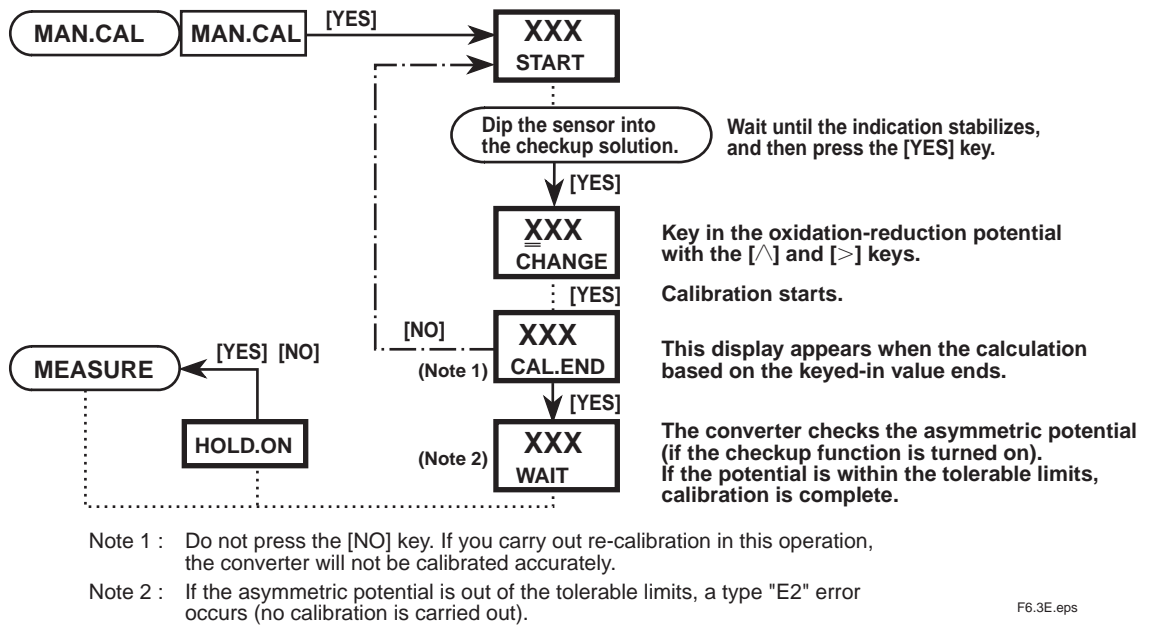 MAN.CAL
MAN.CAL
[YES]
XXX
START
Dip the sensor into
the checkup solution.
Wait until the indication stabilizes,
and then press the [YES] key.
[YES]
XXX
CHANGE
Key in the oxidation-reduction potential
with the [∧] and [>] keys.
[YES]
Calibration starts.
[NO]
XXX
CAL.END
(Note 1)
This display appears when the calculation
based on the keyed-in value ends.
MEASURE
[YES] [NO]
[YES]
HOLD.ON
(Note 2)
XXX
WAIT
The converter checks the asymmetric potential
(if the checkup function is turned on).
If the potential is within the tolerable limits,
calibration is complete.
Note 1 : Do not press the [NO] key. If you carry out re-calibration in this operation,
the converter will not be calibrated accurately.
Note 2 : If the asymmetric potential is out of the tolerable limits, a type "E2" error
occurs (no calibration is carried out).
F6.3E.eps